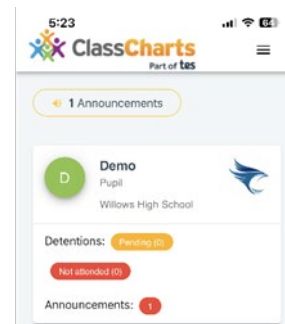 5:23
64
ClassCharts
Part of tes
1 Announcements
D
Demo
Pupil
Willows High School
Detentions: Pending (0)
Not attended (0)
Announcements: 1